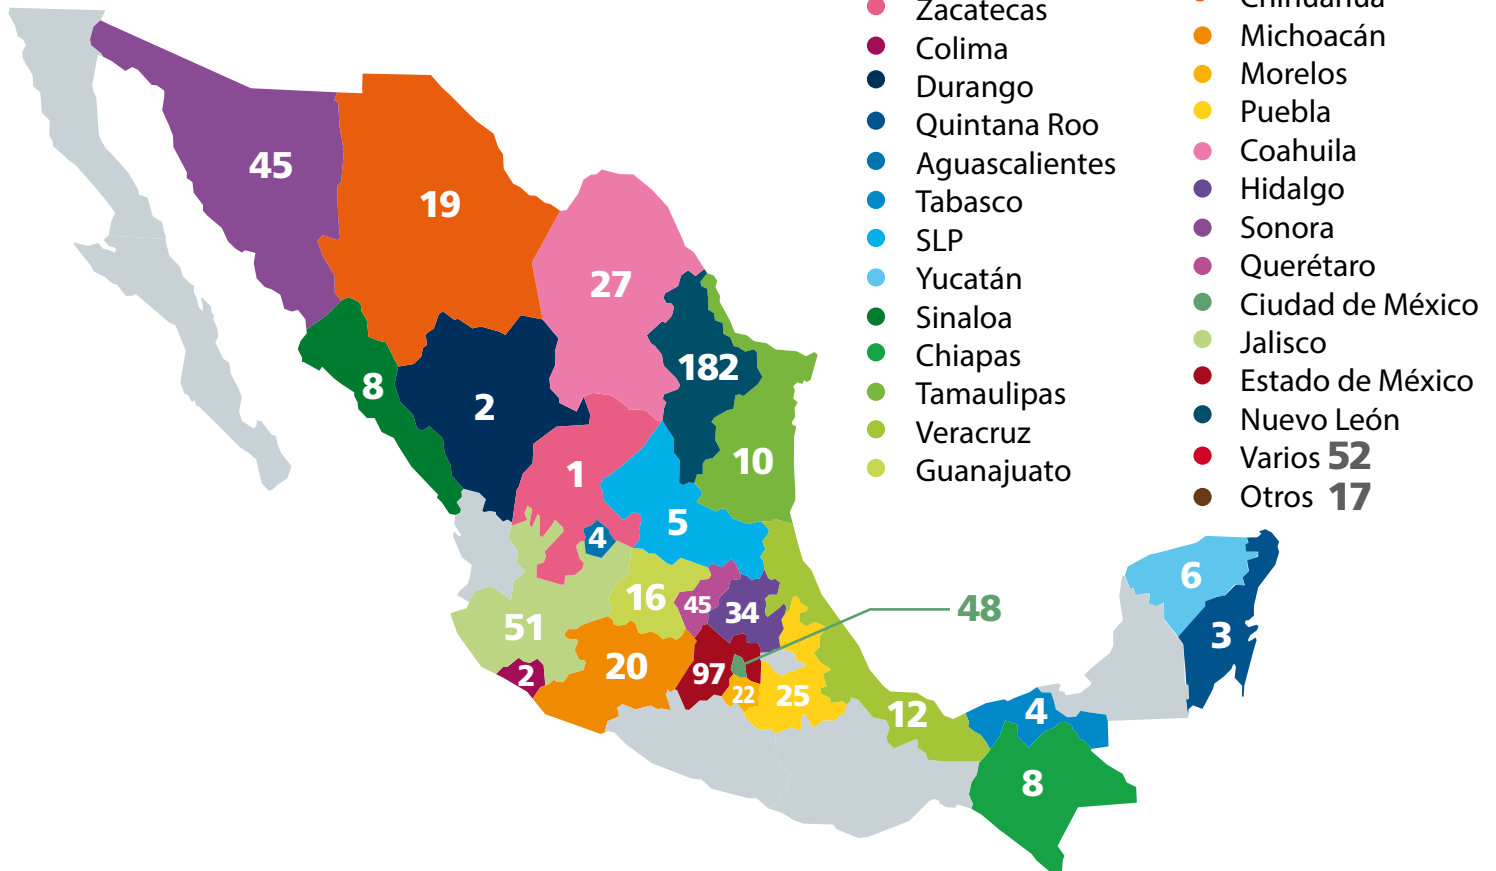 Zacatecas
Colima
Durango
Quintana Roo
Aguascalientes
Tabasco
SLP
Yucatán
Sinaloa
Chiapas
Tamaulipas
Veracruz
Guanajuato
Chihuahua
Michoacán
Morelos
Puebla
Coahuila
Hidalgo
Sonora
Querétaro
Ciudad de México
Jalisco
Estado de México
Nuevo León
Varios 52
Otros 17
45
19
27
182
8
2
10
1
5
4
16
45
34
48
51
2
20
97
22
25
12
4
8
6
3